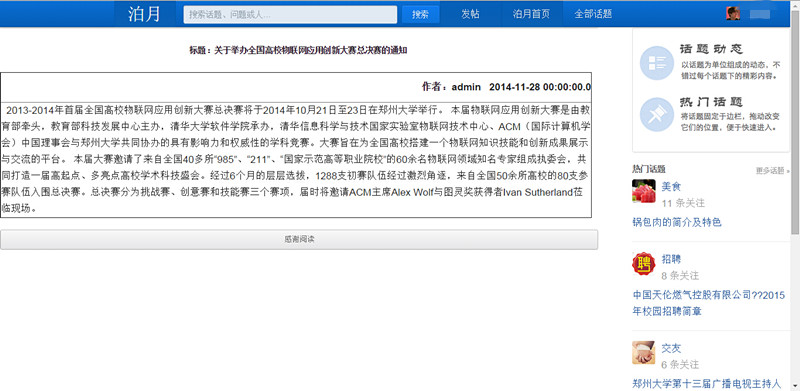 泊月 搜索话题、问题或人... 搜索 发帖 泊月首页 全部话题
标题：关于举办全国高校物联网应用创新大赛总决赛的通知
作者：admin 2014-11-28 00:00:00.0
2013-2014年首届全国高校物联网应用创新大赛总决赛将于2014年10月21日至23日在郑州大学举行。 本届物联网应用创新大赛是由教
育部牵头，教育部科技发展中心主办，清华大学软件学院承办，清华信息科学与技术国家实验室物联网技术中心、ACM（国际计算机学
会）中国理事会与郑州大学共同协办的具有影响力和权威性的学科竞赛。大赛旨在为全国高校搭建一个物联网知识技能和创新成果展示
与交流的平台。 本届大赛邀请了来自全国40多所“985”、“211”、“国家示范高等职业院校”的60余名物联网领域知名专家组成执委会，共
同打造一届高起点、多亮点高校学术科技盛会。经过6个月的层层选拔，1288支初赛队伍经过激烈角逐，来自全国50余所高校的80支参
赛队伍入围总决赛。总决赛分为挑战赛、创意赛和技能赛三个赛项，届时将邀请ACM主席Alex Wolf与图灵奖获得者Ivan Sutherland莅
临现场。
感谢阅读
话题动态
以话题为单位组成的动态，不
错过每个话题下的精彩内容。
热门话题
将话题固定于边栏，拖动改变
它们的位置，便于快速进入。
热门话题 更多话题 »
美食
11 条关注
锅包肉的简介及特色
聘
招聘
8 条关注
中国天伦燃气控股有限公司??2015
年校园招聘简章
交友
6 条关注
郑州大学第十三届广播电视主持人